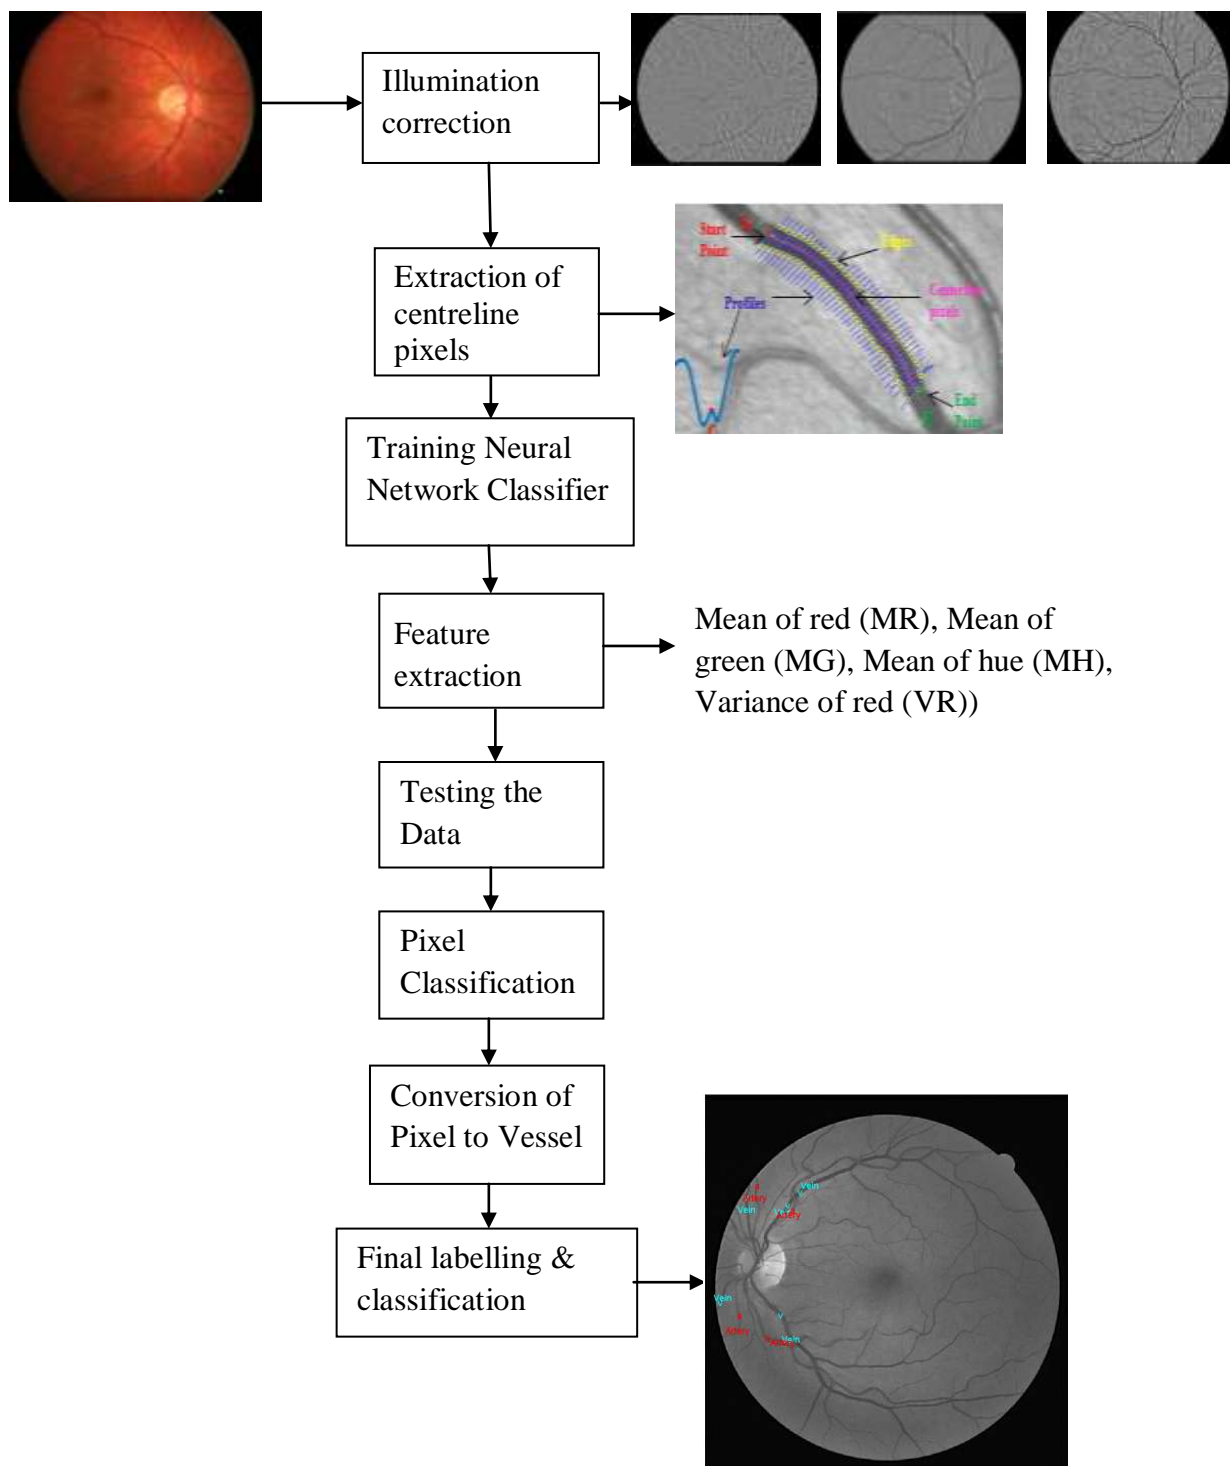 Illumination
correction
Extraction of
centreline
pixels
Start
Point
Edges
Profiles
pixels
End
Point
Training Neural
Network Classifier
Feature
extraction
Mean of red (MR), Mean of
green (MG), Mean of hue (MH),
Variance of red (VR))
Testing the
Data
Pixel
Classification
Conversion of
Pixel to Vessel
Final labelling &
classification
Vein
Artery
Vein
Artery
Vein
Artery
Vein